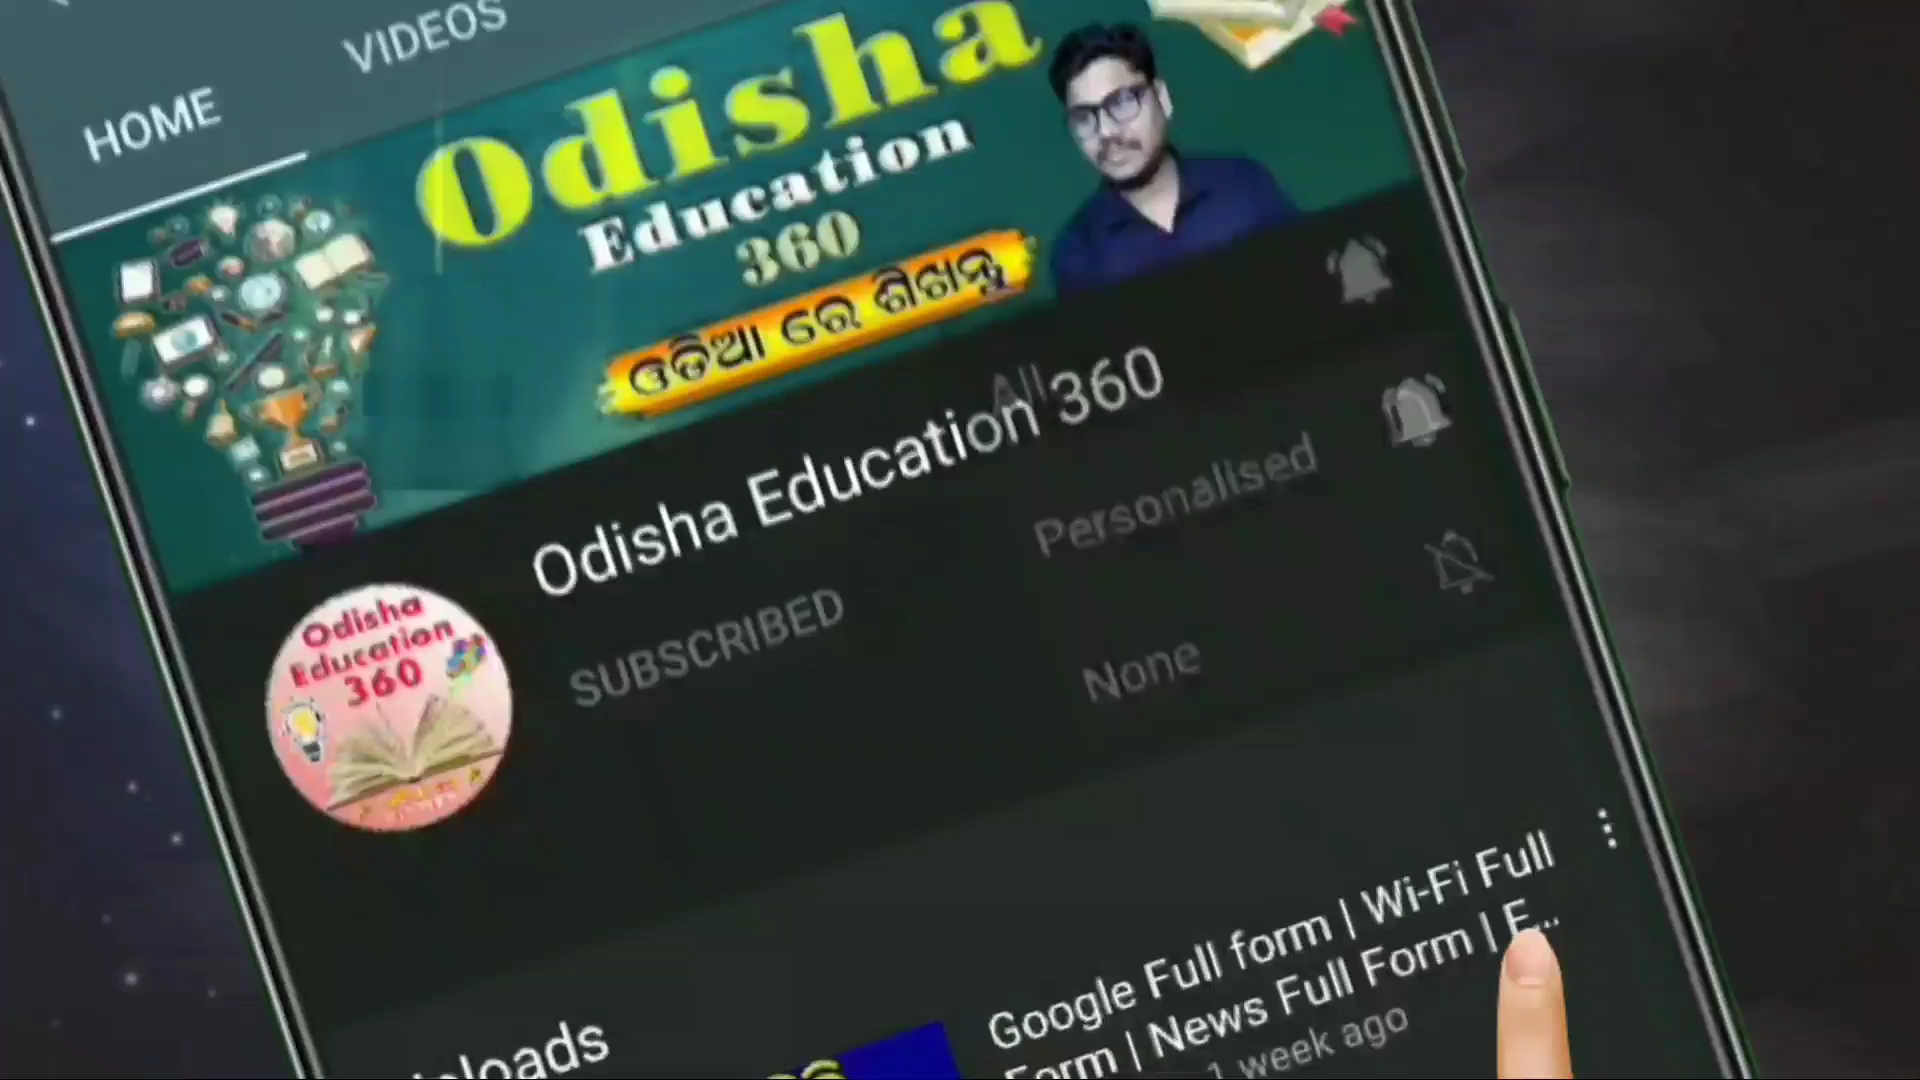 VIDEOS
HOME
Odisha
Education
360
ଓଡିଆ ରେ ଶିଖନ୍ତୁ
All
Odisha Education 360
Personalised
SUBSCRIBED
None
Odisha
Education
360
Google Full form | Wi-Fi Full
Form | News Full Form | E...
1 week ago